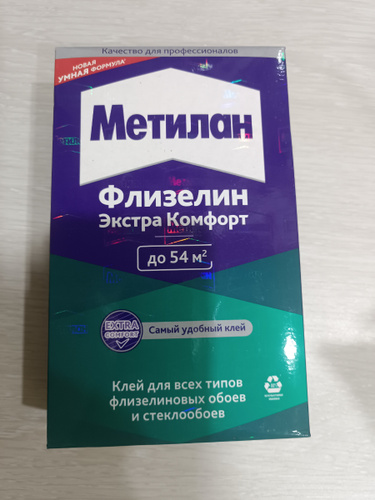 Качество для профессионалов
НОВАЯ
УМНАЯ ФОРМУЛА
Метилан
Флизелин
Экстра Комфорт
до 54 м²
EXTRA
COMFORT
Самый удобный клей
Клей для всех типов
флизелиновых обоев
и стеклообоев